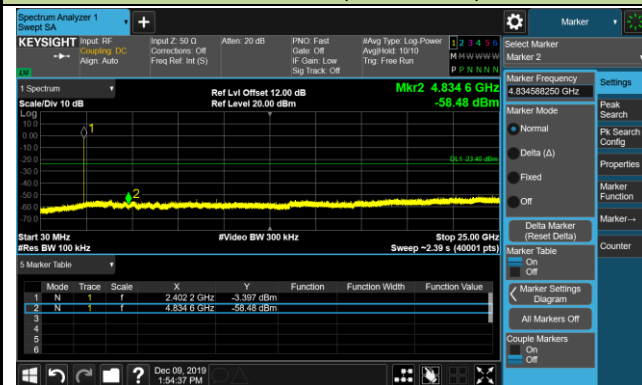 Spectrum Analyzer 1
Swept SA
Marker
KEYSIGHT
Input: RF
Coupling: DC
Align: Auto
Input Z: 50 Ω
Corrections: Off
Freq Ref: Int (S)
Atten: 20 dB
PNO: Fast
Gate: Off
IF Gain: Low
Sig Track: Off
#Avg Type: Log-Power
Avg|Hold: 10/10
Trig: Free Run
1 2 3 4 5 6
M W W W W W
P P N N N N
Select Marker
Marker 2
LV
1 Spectrum
Scale/Div 10 dB
Log
Ref Lvl Offset 12.00 dB
Ref Level 20.00 dBm
Mkr2 4.834 6 GHz
-58.48 dBm
10.0
0.00
-10.0
-20.0
-30.0
-40.0
-50.0
-60.0
-70.0
1
2
DL1 -23.40 dBm
Start 30 MHz
#Res BW 100 kHz
#Video BW 300 kHz
Stop 25.00 GHz
Sweep ~2.39 s (40001 pts)
5 Marker Table
Mode Trace Scale X Y Function Function Width Function Value
1 N 1 f 2.402 2 GHz -3.397 dBm
2 N 1 f 4.834 6 GHz -58.48 dBm
3
4
5
6
Marker Frequency
4.834588250 GHz
Marker Mode
Normal
Delta (Δ)
Fixed
Off
Delta Marker
(Reset Delta)
Marker Table
On
Off
Marker Settings
Diagram
All Markers Off
Couple Markers
On
Off
Settings
Peak
Search
Pk Search
Config
Properties
Marker
Function
Marker→
Counter
Dec 09, 2019
1:54:37 PM